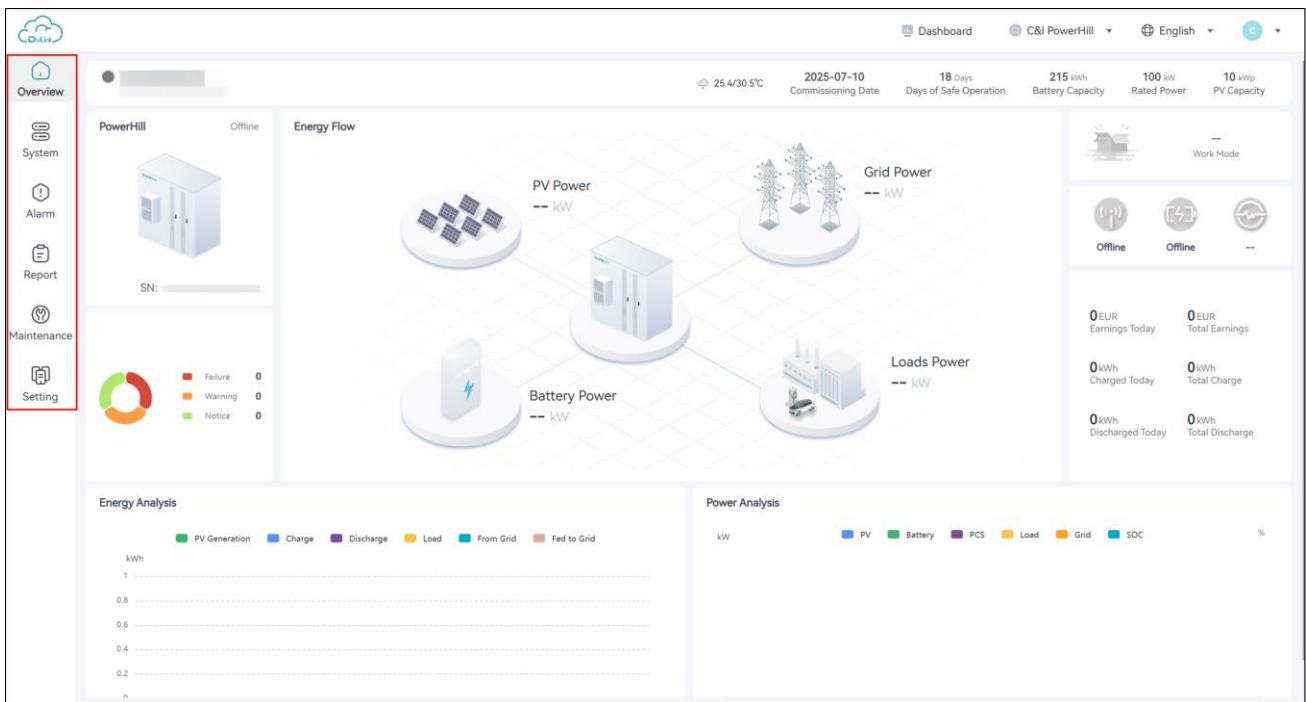 Dashboard C&I PowerHill English C
Overview
System
Alarm
Report
Maintenance
Setting
25.4/30.5℃
2025-07-10
Commissioning Date
18 Days
Days of Safe Operation
215 kWh
Battery Capacity
100 kW
Rated Power
10 kWp
PV Capacity
PowerHill Offline
SN:
Failure 0
Warning 0
Notice 0
Energy Flow
PV Power
-- kW
Grid Power
-- kW
Battery Power
-- kW
Loads Power
-- kW
--
Work Mode
Offline Offline --
0 EUR
Earnings Today
0 EUR
Total Earnings
0 kWh
Charged Today
0 kWh
Total Charge
0 kWh
Discharged Today
0 kWh
Total Discharge
Energy Analysis
PV Generation Charge Discharge Load From Grid Fed to Grid
kWh
1
0.8
0.6
0.4
0.2
0
Power Analysis
kW PV Battery PCS Load Grid SOC %